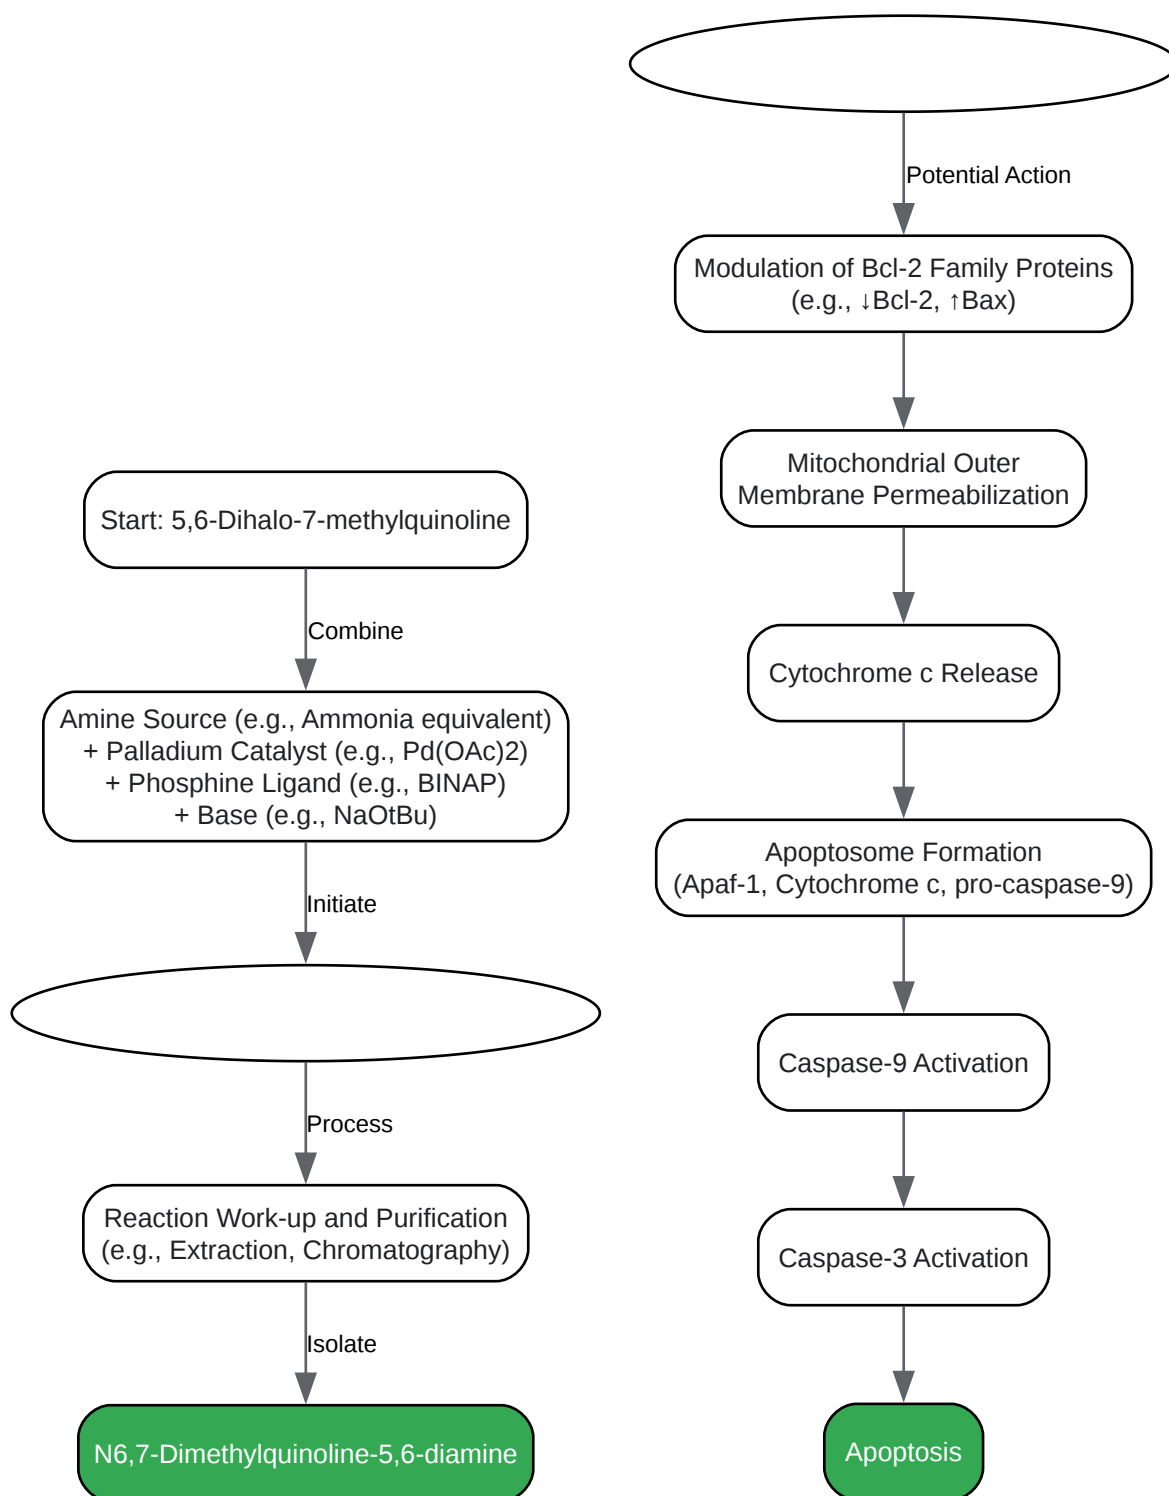 Start: 5,6-Dihalo-7-methylquinoline
Combine
Amine Source (e.g., Ammonia equivalent)
+ Palladium Catalyst (e.g., Pd(OAc)2)
+ Phosphine Ligand (e.g., BINAP)
+ Base (e.g., NaOtBu)
Initiate
Process
Reaction Work-up and Purification
(e.g., Extraction, Chromatography)
Isolate
N6,7-Dimethylquinoline-5,6-diamine
Potential Action
Modulation of Bcl-2 Family Proteins
(e.g., ↓Bcl-2, ↑Bax)
Mitochondrial Outer
Membrane Permeabilization
Cytochrome c Release
Apoptosome Formation
(Apaf-1, Cytochrome c, pro-caspase-9)
Caspase-9 Activation
Caspase-3 Activation
Apoptosis